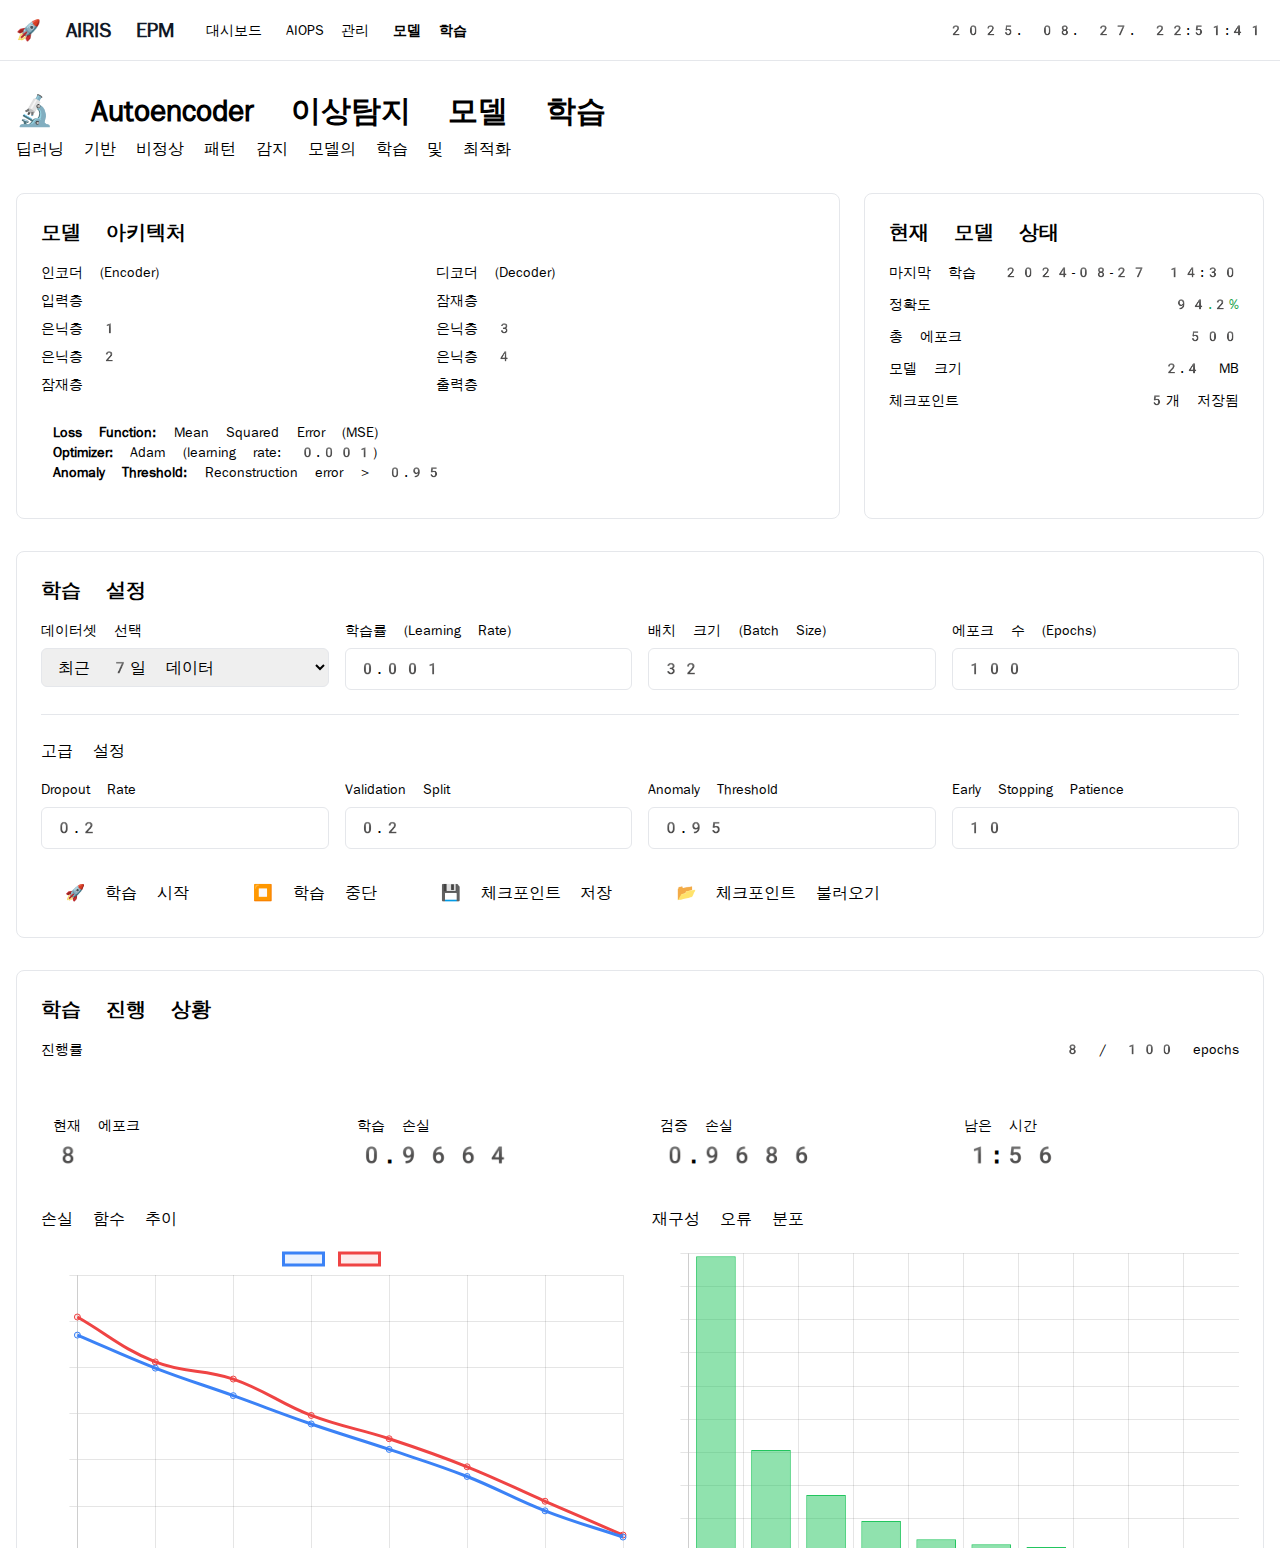 🚀 AIRIS EPM 대시보드 AIOPS 관리 모델 학습 2025. 08. 27. 22:51:41
🔬 Autoencoder 이상탐지 모델 학습
딥러닝 기반 비정상 패턴 감지 모델의 학습 및 최적화
모델 아키텍처
인코더 (Encoder)
입력층
은닉층 1
은닉층 2
잠재층
디코더 (Decoder)
잠재층
은닉층 3
은닉층 4
출력층
Loss Function: Mean Squared Error (MSE)
Optimizer: Adam (learning rate: 0.001)
Anomaly Threshold: Reconstruction error > 0.95
현재 모델 상태
마지막 학습 2024-08-27 14:30
정확도 94.2%
총 에포크 500
모델 크기 2.4 MB
체크포인트 5개 저장됨
학습 설정
데이터셋 선택 학습률 (Learning Rate) 배치 크기 (Batch Size) 에포크 수 (Epochs)
최근 7일 데이터 0.001 32 100
고급 설정
Dropout Rate Validation Split Anomaly Threshold Early Stopping Patience
0.2 0.2 0.95 10
🚀 학습 시작 ⏹️ 학습 중단 💾 체크포인트 저장 📂 체크포인트 불러오기
학습 진행 상황
진행률 8 / 100 epochs
현재 에포크 학습 손실 검증 손실 남은 시간
8 0.9664 0.9686 1:56
손실 함수 추이 재구성 오류 분포